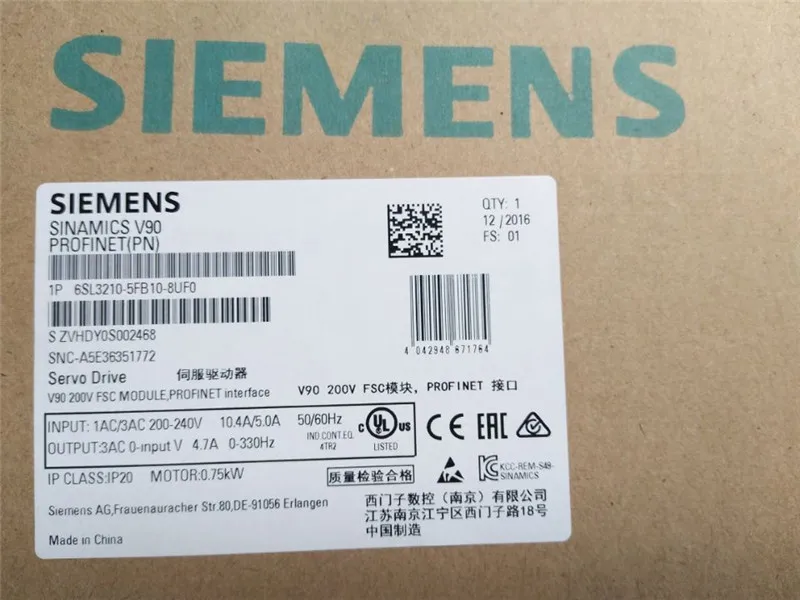 SIEMENS
SIEMENS
SINAMICS V90
PROFINET(PN)
QTY: 1
12/2016
FS: 01
1P 6SL3210-5FB10-8UF0
S ZVHDY0S002468
SNC-A5E36351772
4 042948 671764
Servo Drive 伺服驱动器
V90 200V FSC MODULE,PROFINET interface V90 200V FSC模块, PROFINET 接口
INPUT: 1AC/3AC 200-240V 10.4A/5.0A 50/60Hz
OUTPUT:3AC 0-input V 4.7A 0-330Hz
IND.CONT.EQ.
4TR2
C UL US
LISTED
CE EAC
IP CLASS:IP20 MOTOR:0.75kW
质量检验合格
KCC-REM-S49-
SINAMICS
Siemens AG,Frauenauracher Str.80,DE-91056 Erlangen
西门子数控（南京）有限公司
江苏南京江宁区西门子路18号
中国制造
Made in China